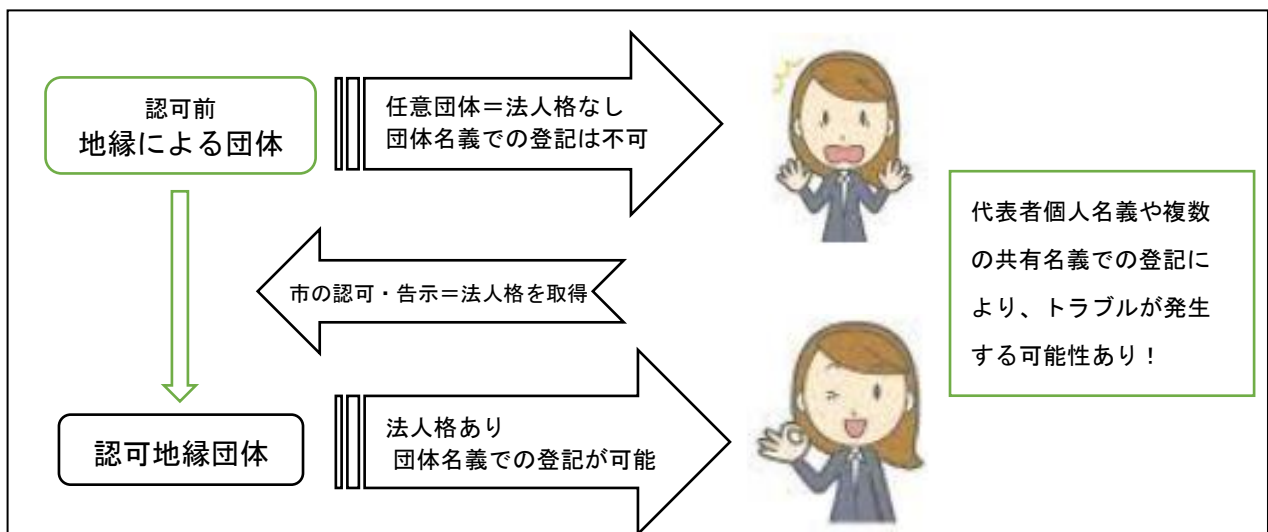 認可前
地縁による団体
任意団体＝法人格なし
団体名義での登記は不可
代表者個人名義や複数
の共有名義での登記に
より、トラブルが発生
する可能性あり！
市の認可・告示＝法人格を取得
認可地縁団体
法人格あり
団体名義での登記が可能